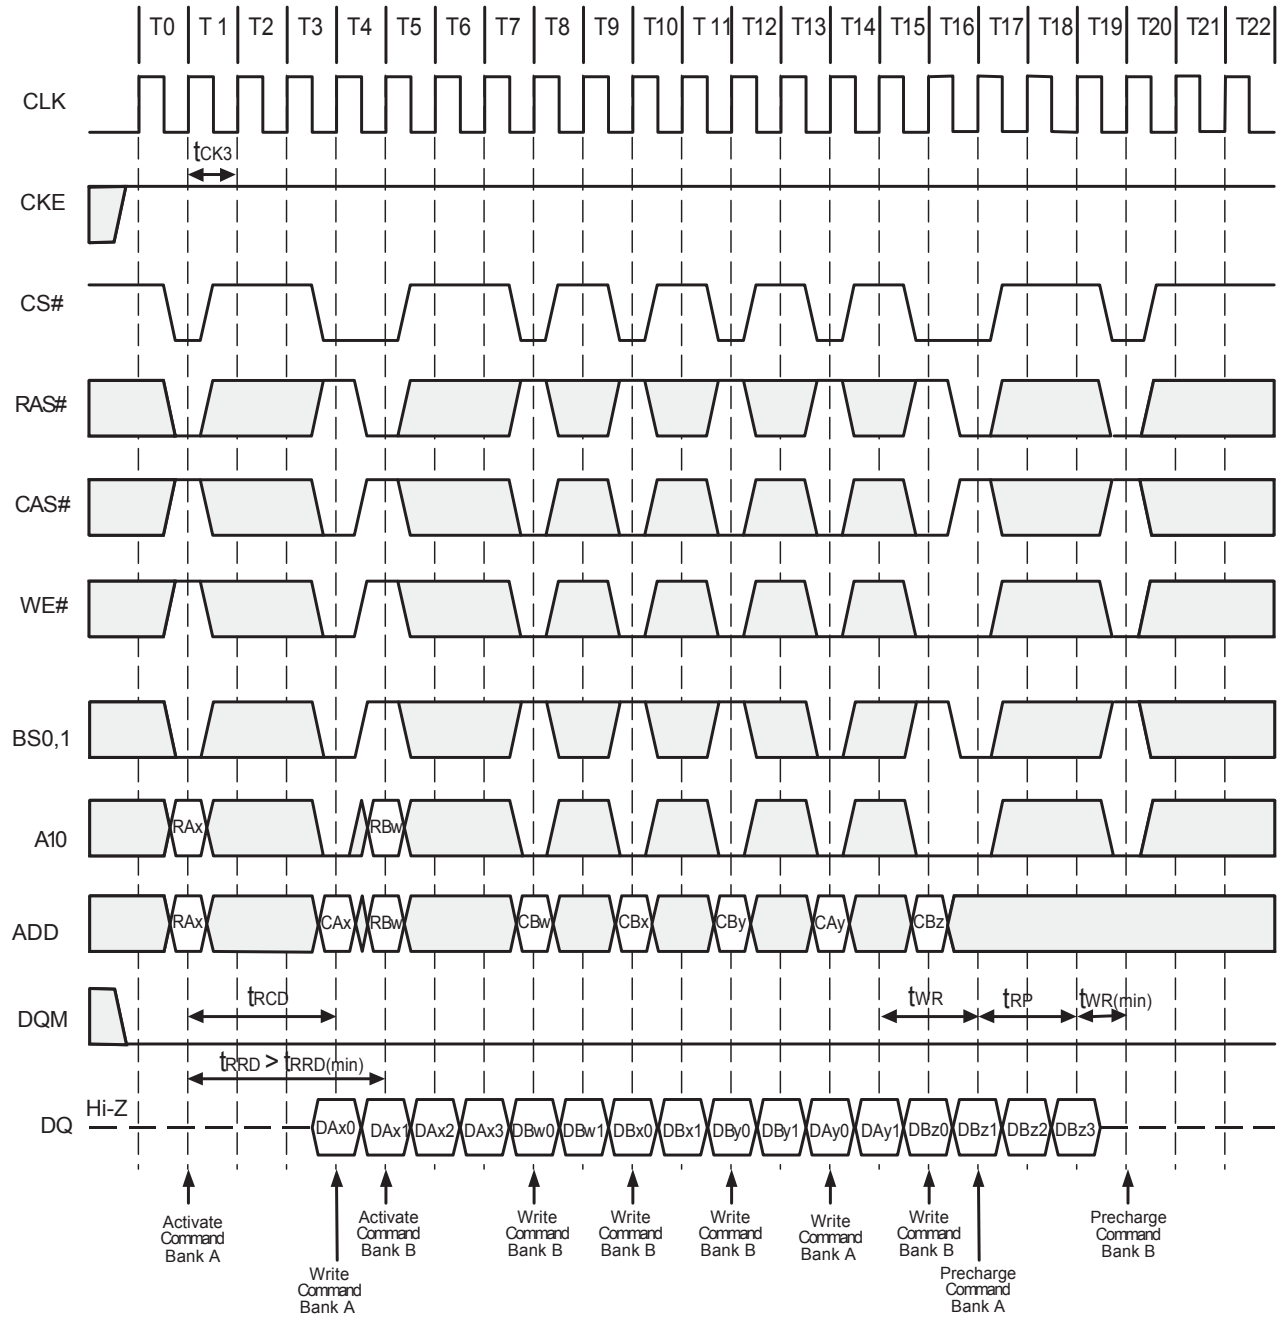 T0 T 1 T2 T3 T4 T5 T6 T7 T8 T9 T10 T 11 T12 T13 T14 T15 T16 T17 T18 T19 T20 T21 T22
CLK
tCK3
CKE
CS#
RAS#
CAS#
WE#
BS0,1
A10 RAx RBw
ADD RAx CAx RBw CBw CBx CBy CAy CBz
DQM tRCD tWR tRP tWR(min)
tRRD > tRRD(min)
Hi-Z
DQ DAx0 DAx1 DAx2 DAx3 DBw0 DBw1 DBx0 DBx1 DBy0 DBy1 DAy0 DAy1 DBz0 DBz1 DBz2 DBz3
Activate
Command
Bank A
Write
Command
Bank A
Activate
Command
Bank B
Write
Command
Bank B
Write
Command
Bank B
Write
Command
Bank B
Write
Command
Bank A
Write
Command
Bank B
Precharge
Command
Bank A
Precharge
Command
Bank B